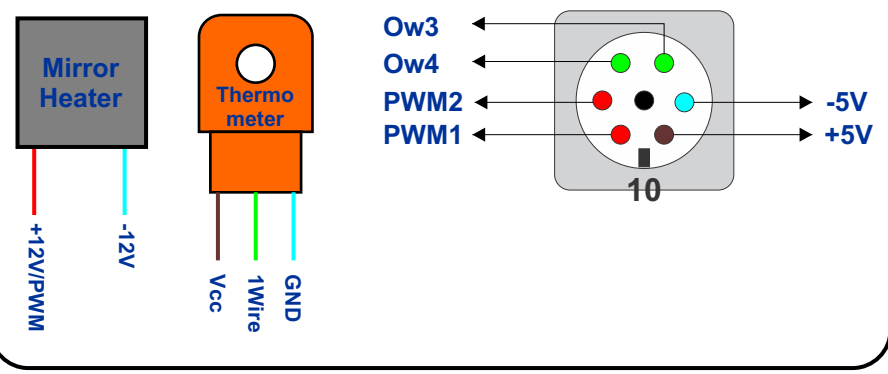 Mirror
Heater
+12V/PWM
-12V
Thermo
meter
Vcc
1Wire
GND
Ow3
Ow4
PWM2
PWM1
-5V
+5V
10